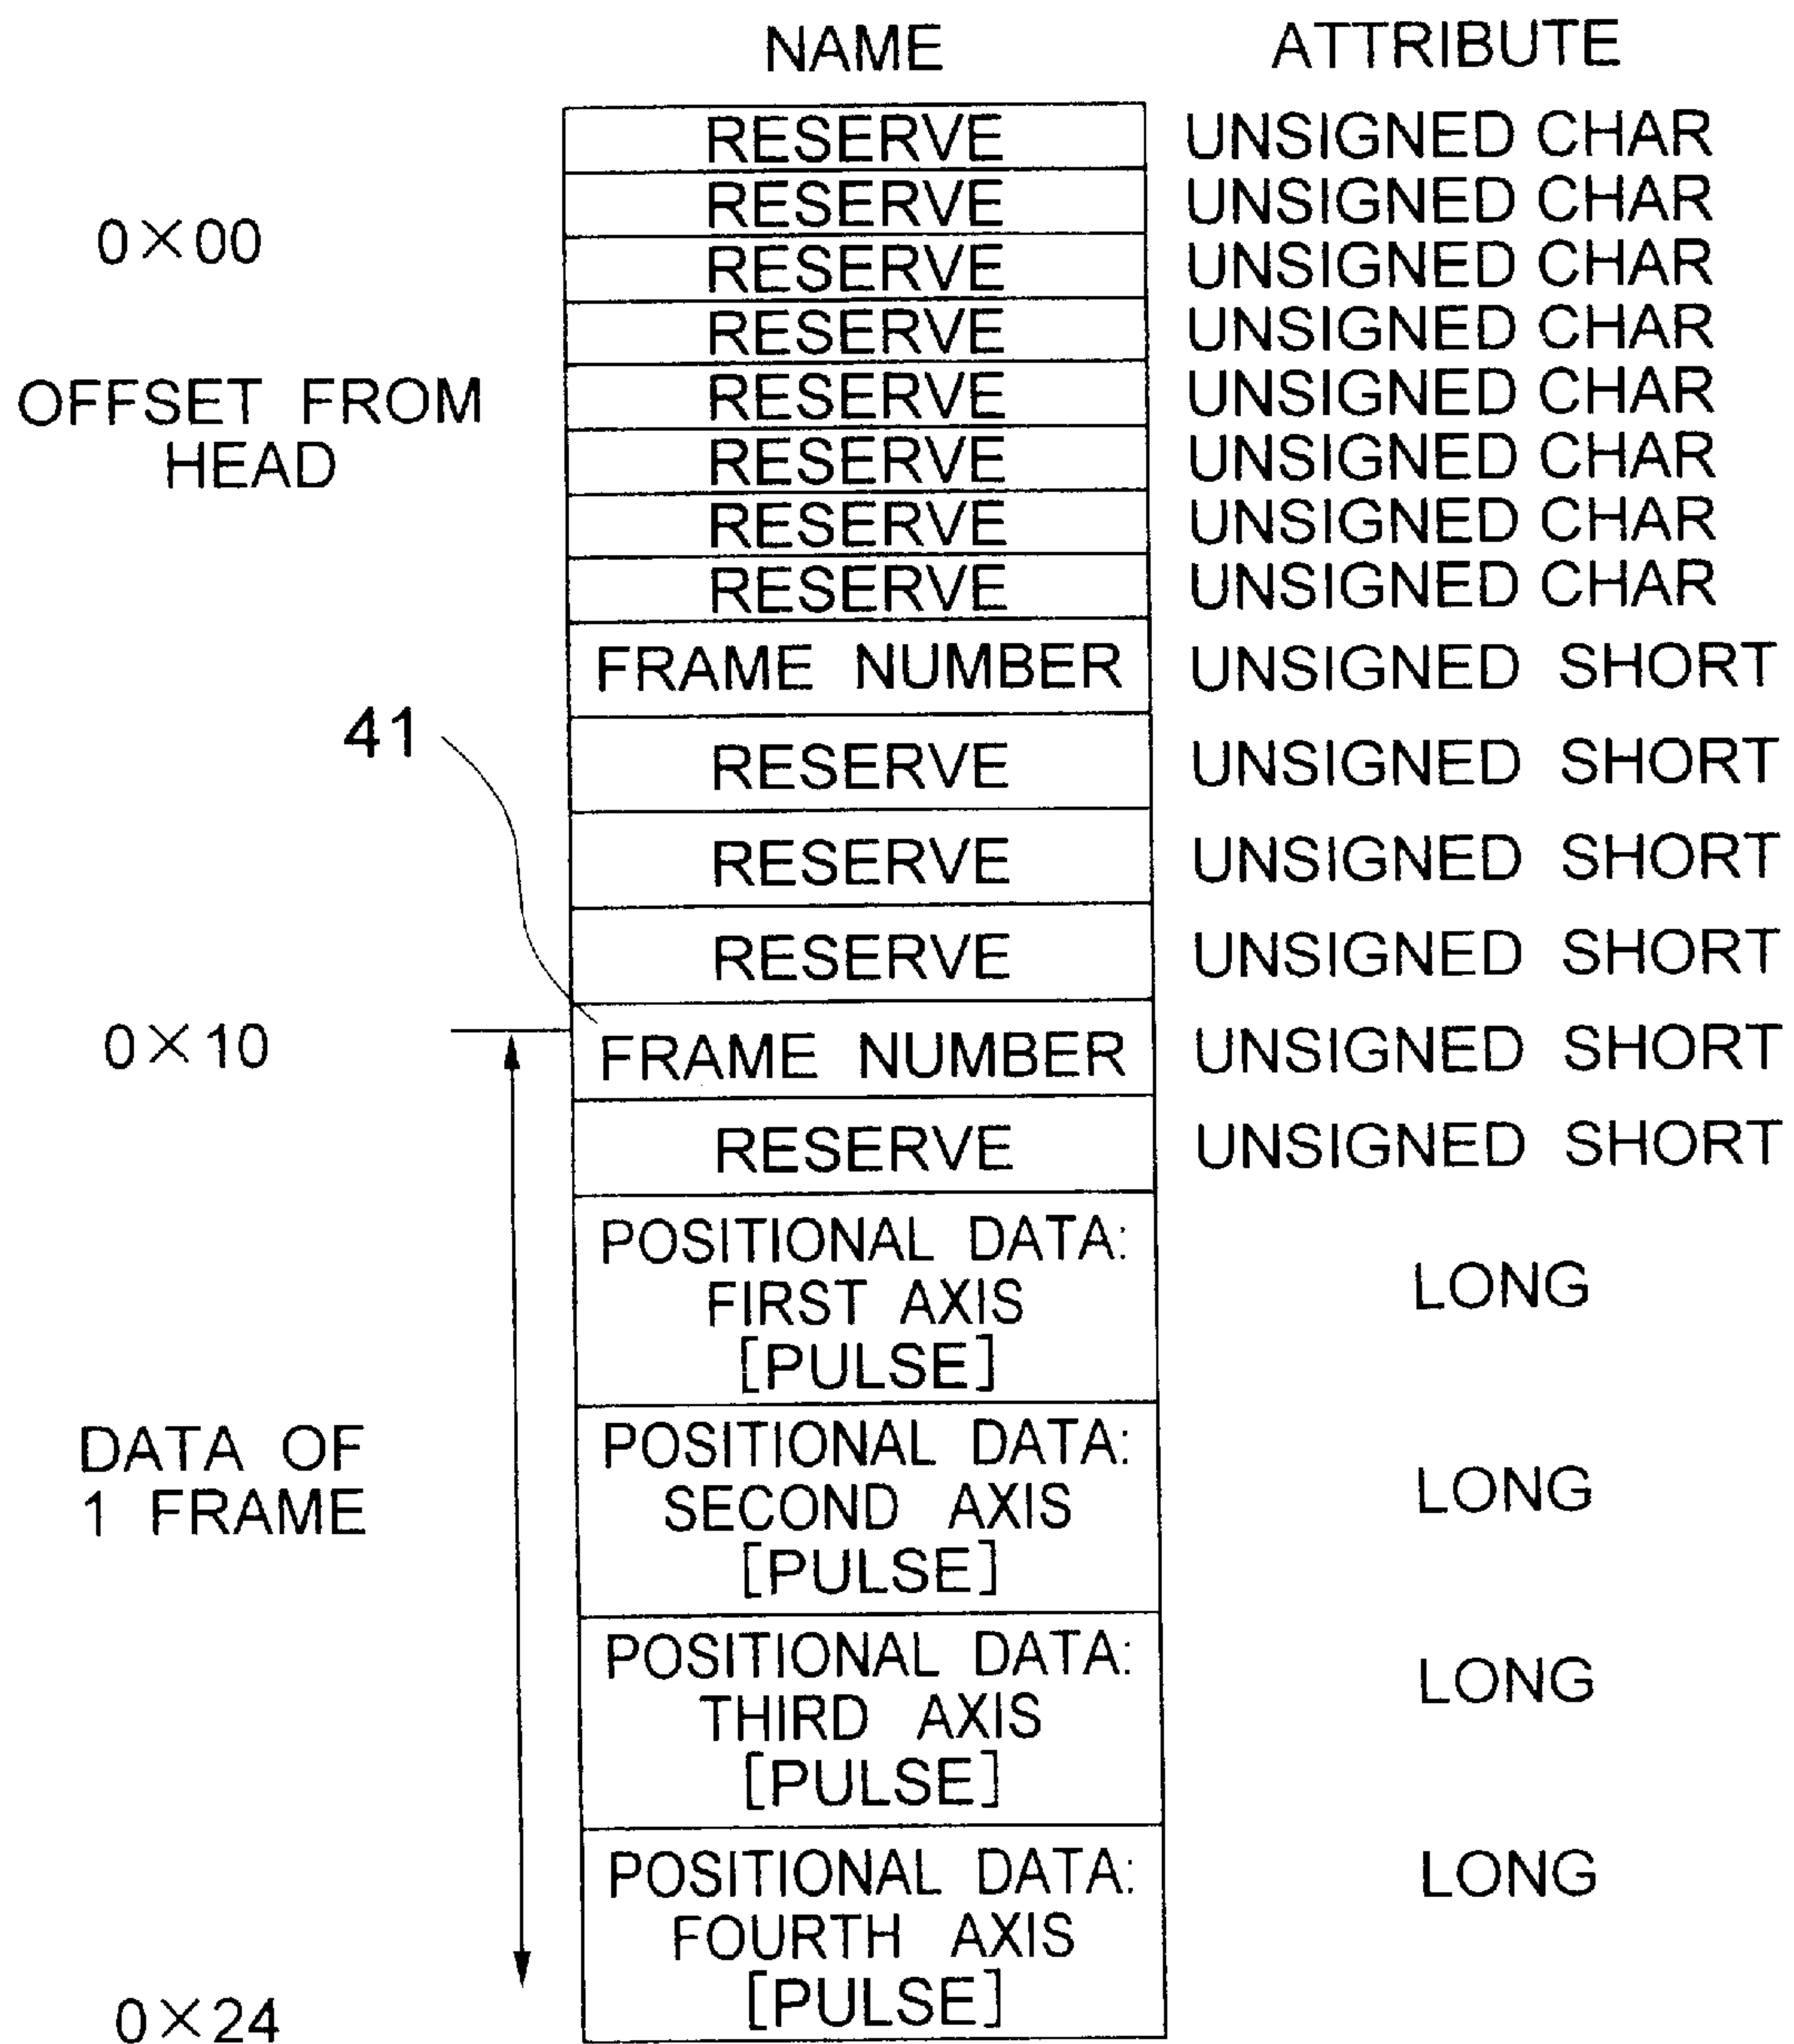 NAME ATTRIBUTE
RESERVE UNSIGNED CHAR
RESERVE UNSIGNED CHAR
0×00
RESERVE UNSIGNED CHAR
RESERVE UNSIGNED CHAR
OFFSET FROM
HEAD
RESERVE UNSIGNED CHAR
RESERVE UNSIGNED CHAR
RESERVE UNSIGNED CHAR
RESERVE UNSIGNED CHAR
FRAME NUMBER UNSIGNED SHORT
41
RESERVE UNSIGNED SHORT
RESERVE UNSIGNED SHORT
RESERVE UNSIGNED SHORT
0×10 FRAME NUMBER UNSIGNED SHORT
RESERVE UNSIGNED SHORT
POSITIONAL DATA:
FIRST AXIS
[PULSE]
LONG
DATA OF
1 FRAME
POSITIONAL DATA:
SECOND AXIS
[PULSE]
LONG
POSITIONAL DATA:
THIRD AXIS
[PULSE]
LONG
POSITIONAL DATA:
FOURTH AXIS
[PULSE]
LONG
0×24